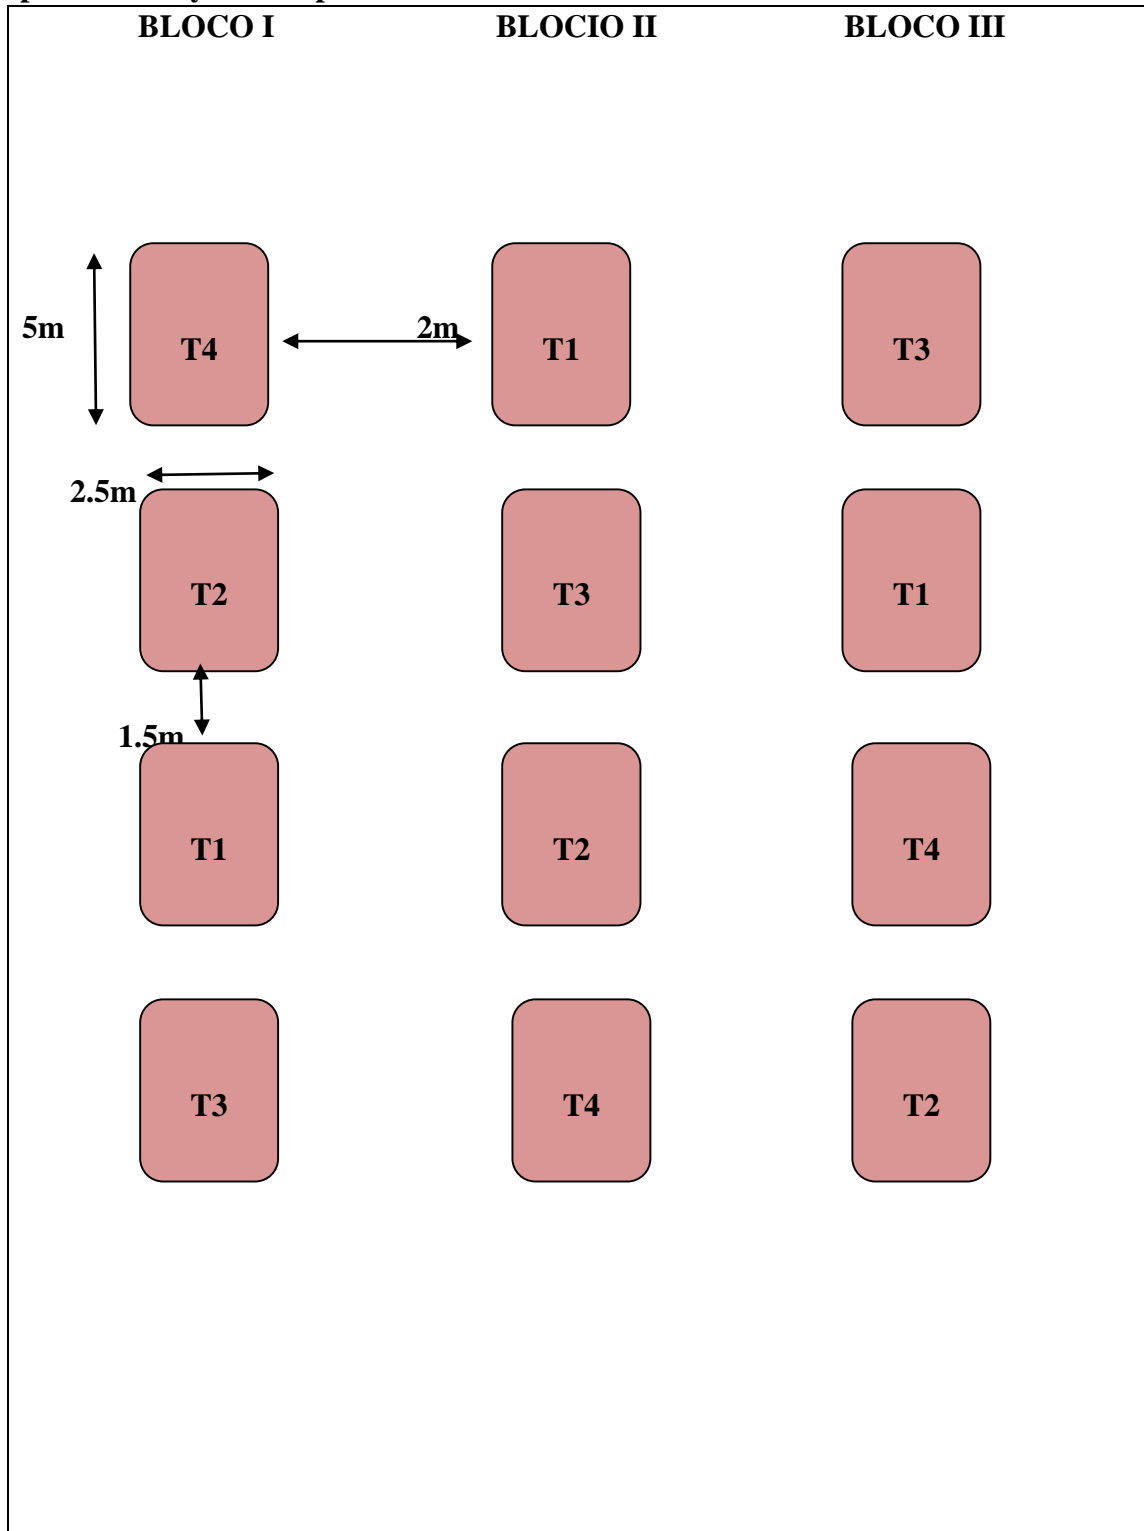 BLOCO I BLOCIO II BLOCO III
5m T4 2m T1 T3
2.5m
T2 T3 T1
1.5m
T1 T2 T4
T3 T4 T2